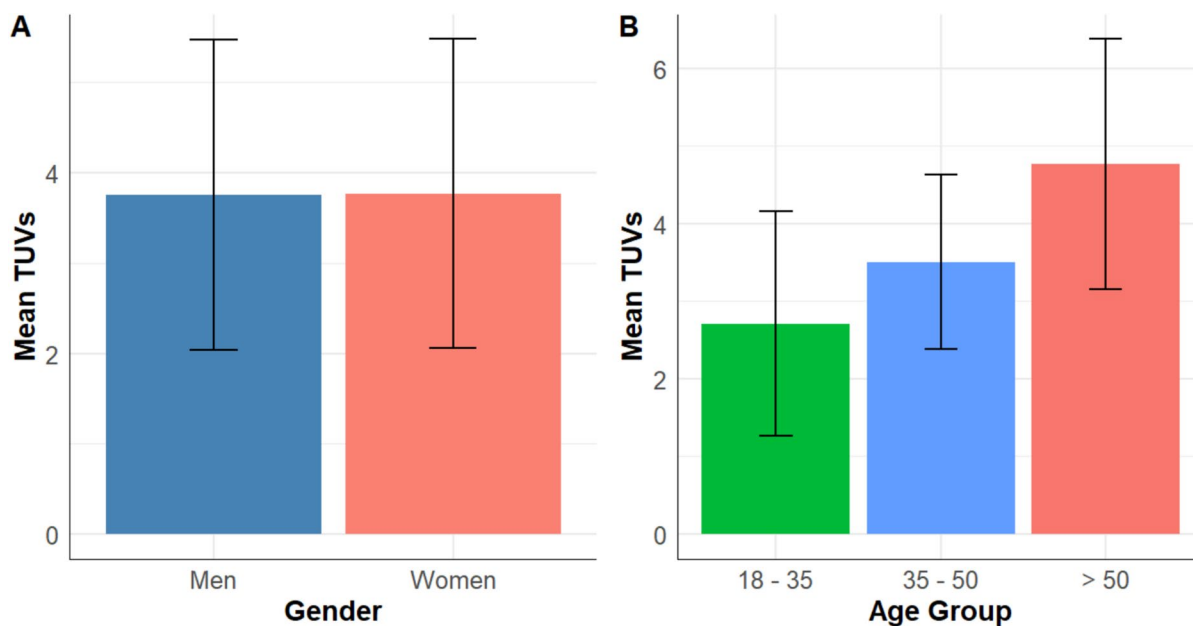 A
Mean TUVs
4
2
0
Men
Women
Gender
B
Mean TUVs
6
4
2
0
18 - 35
35 - 50
> 50
Age Group